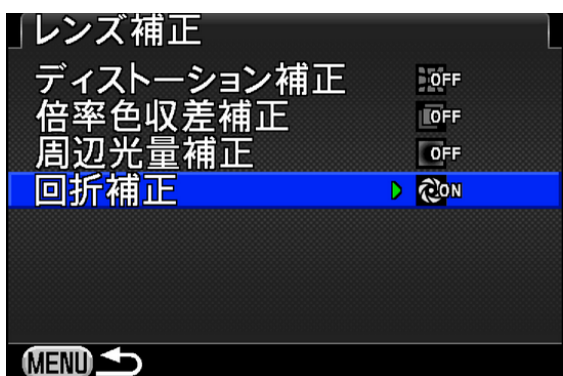 レンズ補正
ディストーション補正 OFF
倍率色収差補正 OFF
周辺光量補正 OFF
回折補正 ON
MENU